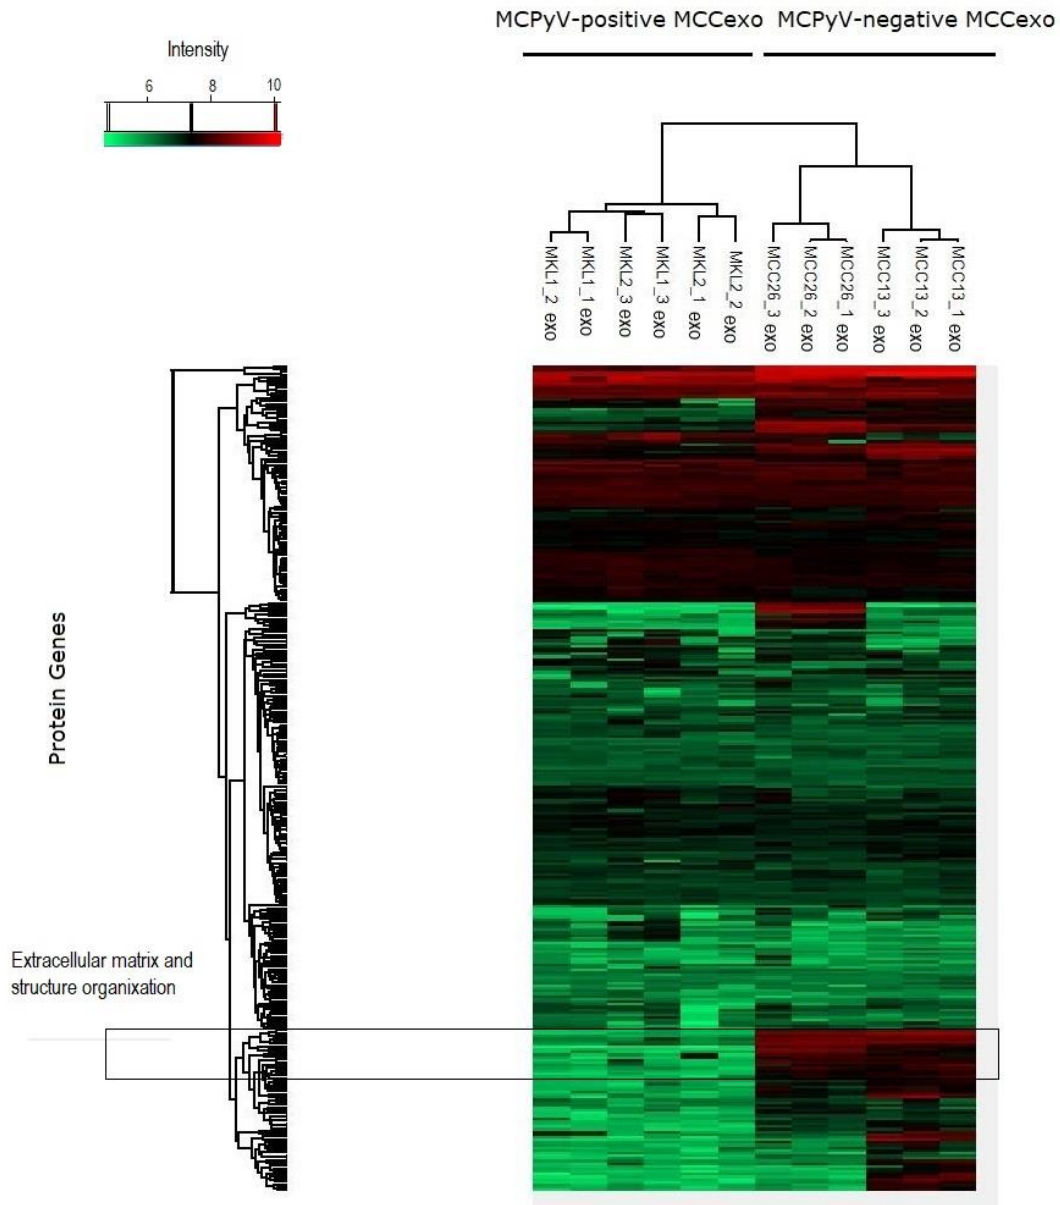 MCPyV-positive MCCexo MCPyV-negative MCCexo
Intensity
6 8 10
MKL1_2 exo
MKL1_1 exo
MKL2_3 exo
MKL1_3 exo
MKL2_1 exo
MKL2_2 exo
MCC26_3 exo
MCC26_2 exo
MCC26_1 exo
MCC13_3 exo
MCC13_2 exo
MCC13_1 exo
Protein Genes
Extracellular matrix and
structure organixation